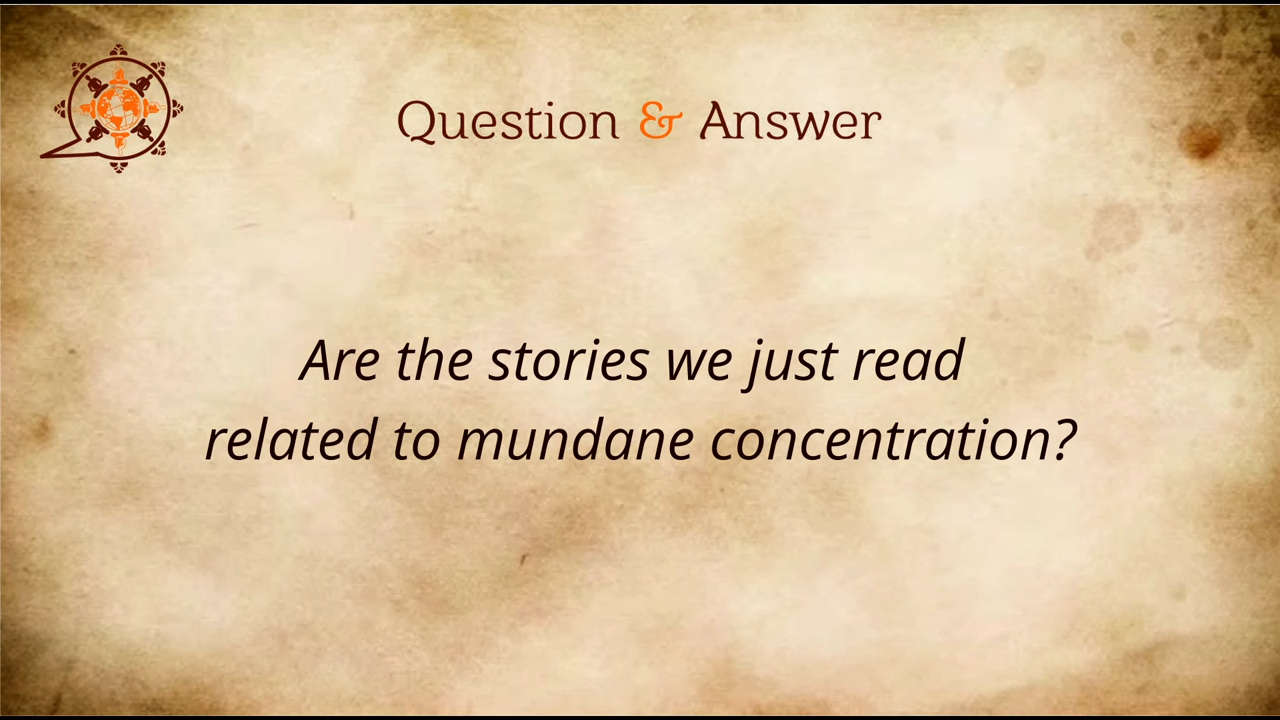 Question & Answer
Are the stories we just read
related to mundane concentration?